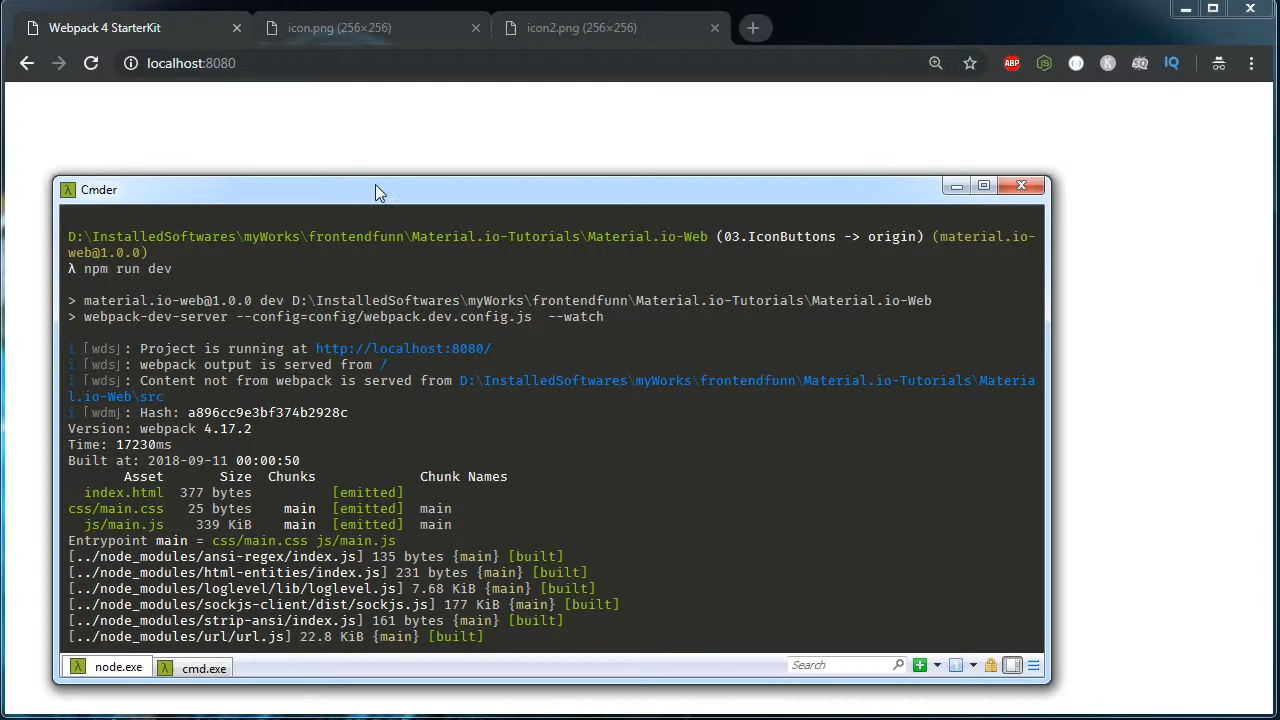 Webpack 4 StarterKit
icon.png (256×256)
icon2.png (256×256)
localhost:8080
ABP
JS
K
IQ
λ Cmder
D:\InstalledSoftwares\myWorks\frontendfunn\Material.io-Tutorials\Material.io-Web (03.IconButtons -> origin) (material.io-
web@1.0.0)
λ npm run dev
> material.io-web@1.0.0 dev D:\InstalledSoftwares\myWorks\frontendfunn\Material.io-Tutorials\Material.io-Web
> webpack-dev-server --config=config/webpack.dev.config.js  --watch
i ｢wds｣: Project is running at http://localhost:8080/
i ｢wds｣: webpack output is served from /
i ｢wds｣: Content not from webpack is served from D:\InstalledSoftwares\myWorks\frontendfunn\Material.io-Tutorials\Materia
l.io-Web\src
i ｢wdm｣: Hash: a896cc9e3bf374b2928c
Version: webpack 4.17.2
Time: 17230ms
Built at: 2018-09-11 00:00:50
Asset Size Chunks Chunk Names
index.html 377 bytes [emitted]
css/main.css 25 bytes main [emitted] main
js/main.js 339 KiB main [emitted] main
Entrypoint main = css/main.css js/main.js
[../node_modules/ansi-regex/index.js] 135 bytes {main} [built]
[../node_modules/html-entities/index.js] 231 bytes {main} [built]
[../node_modules/loglevel/lib/loglevel.js] 7.68 KiB {main} [built]
[../node_modules/sockjs-client/dist/sockjs.js] 177 KiB {main} [built]
[../node_modules/strip-ansi/index.js] 161 bytes {main} [built]
[../node_modules/url/url.js] 22.8 KiB {main} [built]
λ node.exe
λ cmd.exe
Search